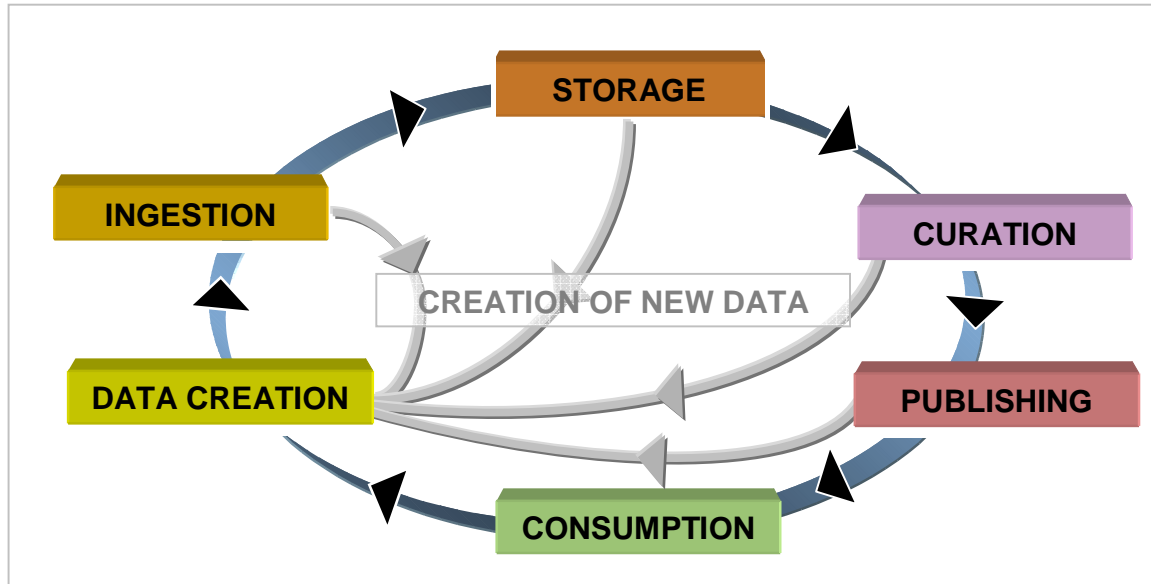 STORAGE
INGESTION
CURATION
CREATION OF NEW DATA
DATA CREATION
PUBLISHING
CONSUMPTION